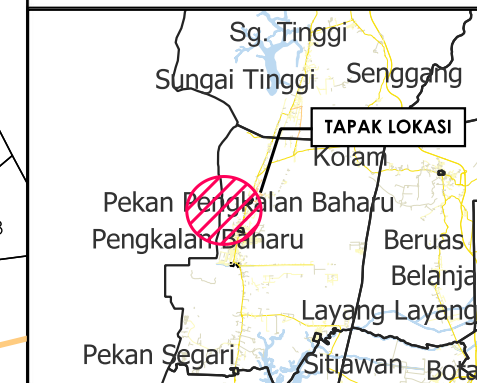 Sg. Tinggi
Sungai Tinggi
Senggang
TAPAK LOKASI
Kolam
Pekan Pengkalan Baharu
Pengkalan Baharu
Beruas
Belanja
Layang Layang
Pekan Segari
Sitiawan
Bota